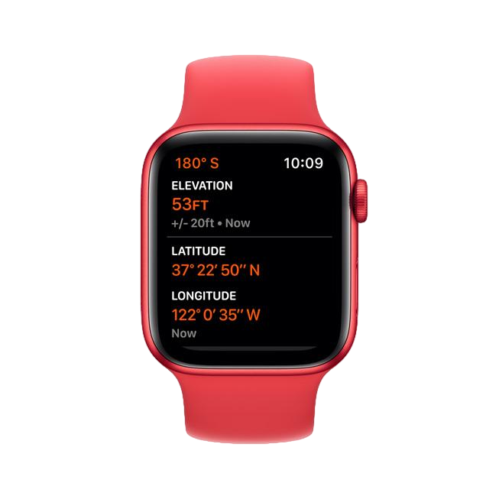 180° S 10:09
ELEVATION
53FT
+/- 20ft • Now
LATITUDE
37° 22′ 50″ N
LONGITUDE
122° 0′ 35″ W
Now